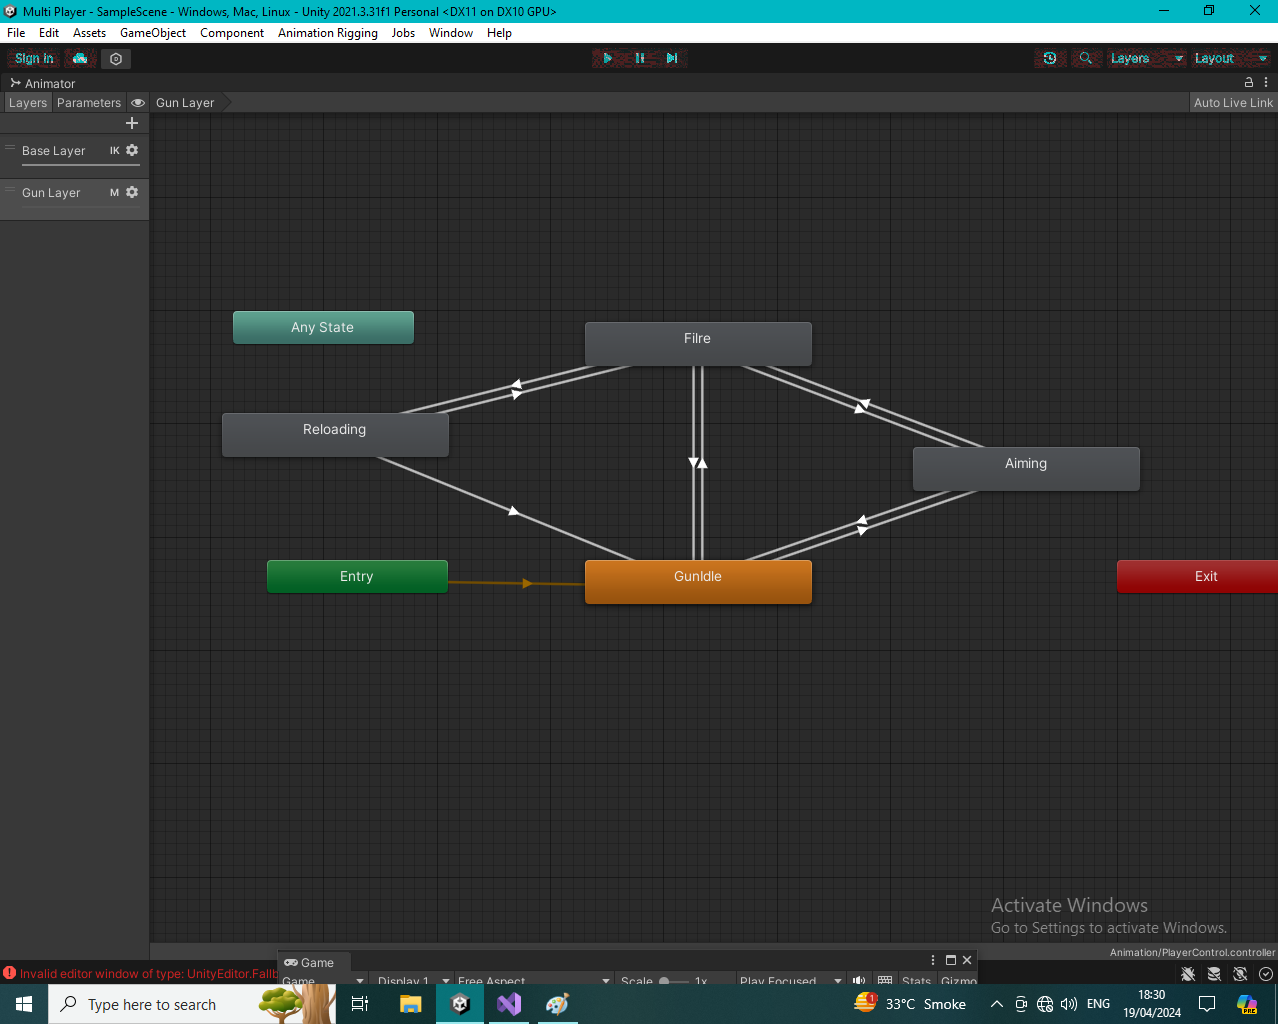 Multi Player - SampleScene - Windows, Mac, Linux - Unity 2021.3.31f1 Personal <DX11 on DX10 GPU>
File Edit Assets GameObject Component Animation Rigging Jobs Window Help
Sign in Layers Layout
Animator
Layers Parameters Gun Layer Auto Live Link
Base Layer IK
Gun Layer M
Any State
Filre
Reloading
Aiming
Entry
GunIdle
Exit
Activate Windows
Go to Settings to activate Windows.
Animation/PlayerControl.controller
Invalid editor window of type: UnityEditor.Fallb
Game
Game Display 1 Free Aspect Scale 1x Play Focused Stats Gizmo
Type here to search
1
33°C Smoke
ENG
18:30
19/04/2024
PRE